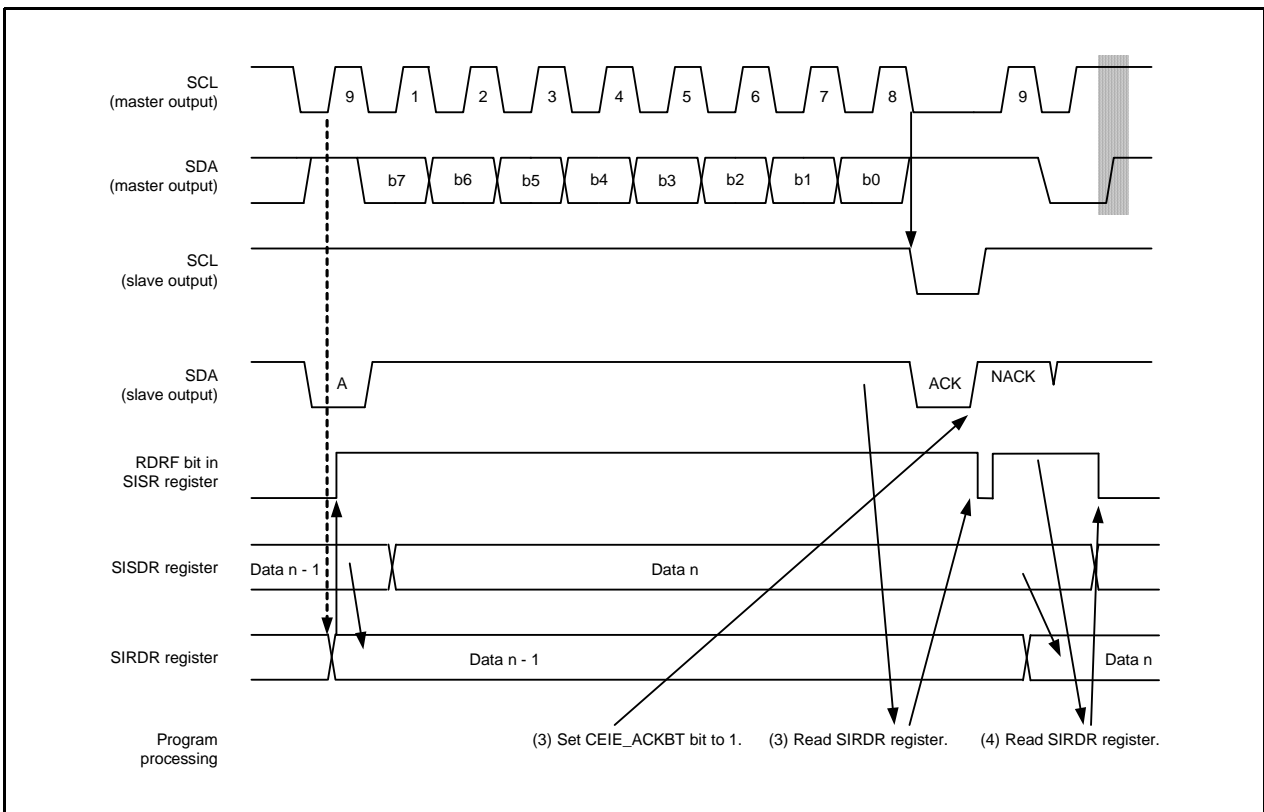 SCL
(master output)
9 1 2 3 4 5 6 7 8 9
SDA
(master output)
b7 b6 b5 b4 b3 b2 b1 b0
SCL
(slave output)
SDA
(slave output)
A ACK NACK
RDRF bit in
SISR register
SISDR register
Data n - 1 Data n
SIRDR register
Data n - 1 Data n
Program
processing
(3) Set CEIE_ACKBT bit to 1. (3) Read SIRDR register. (4) Read SIRDR register.